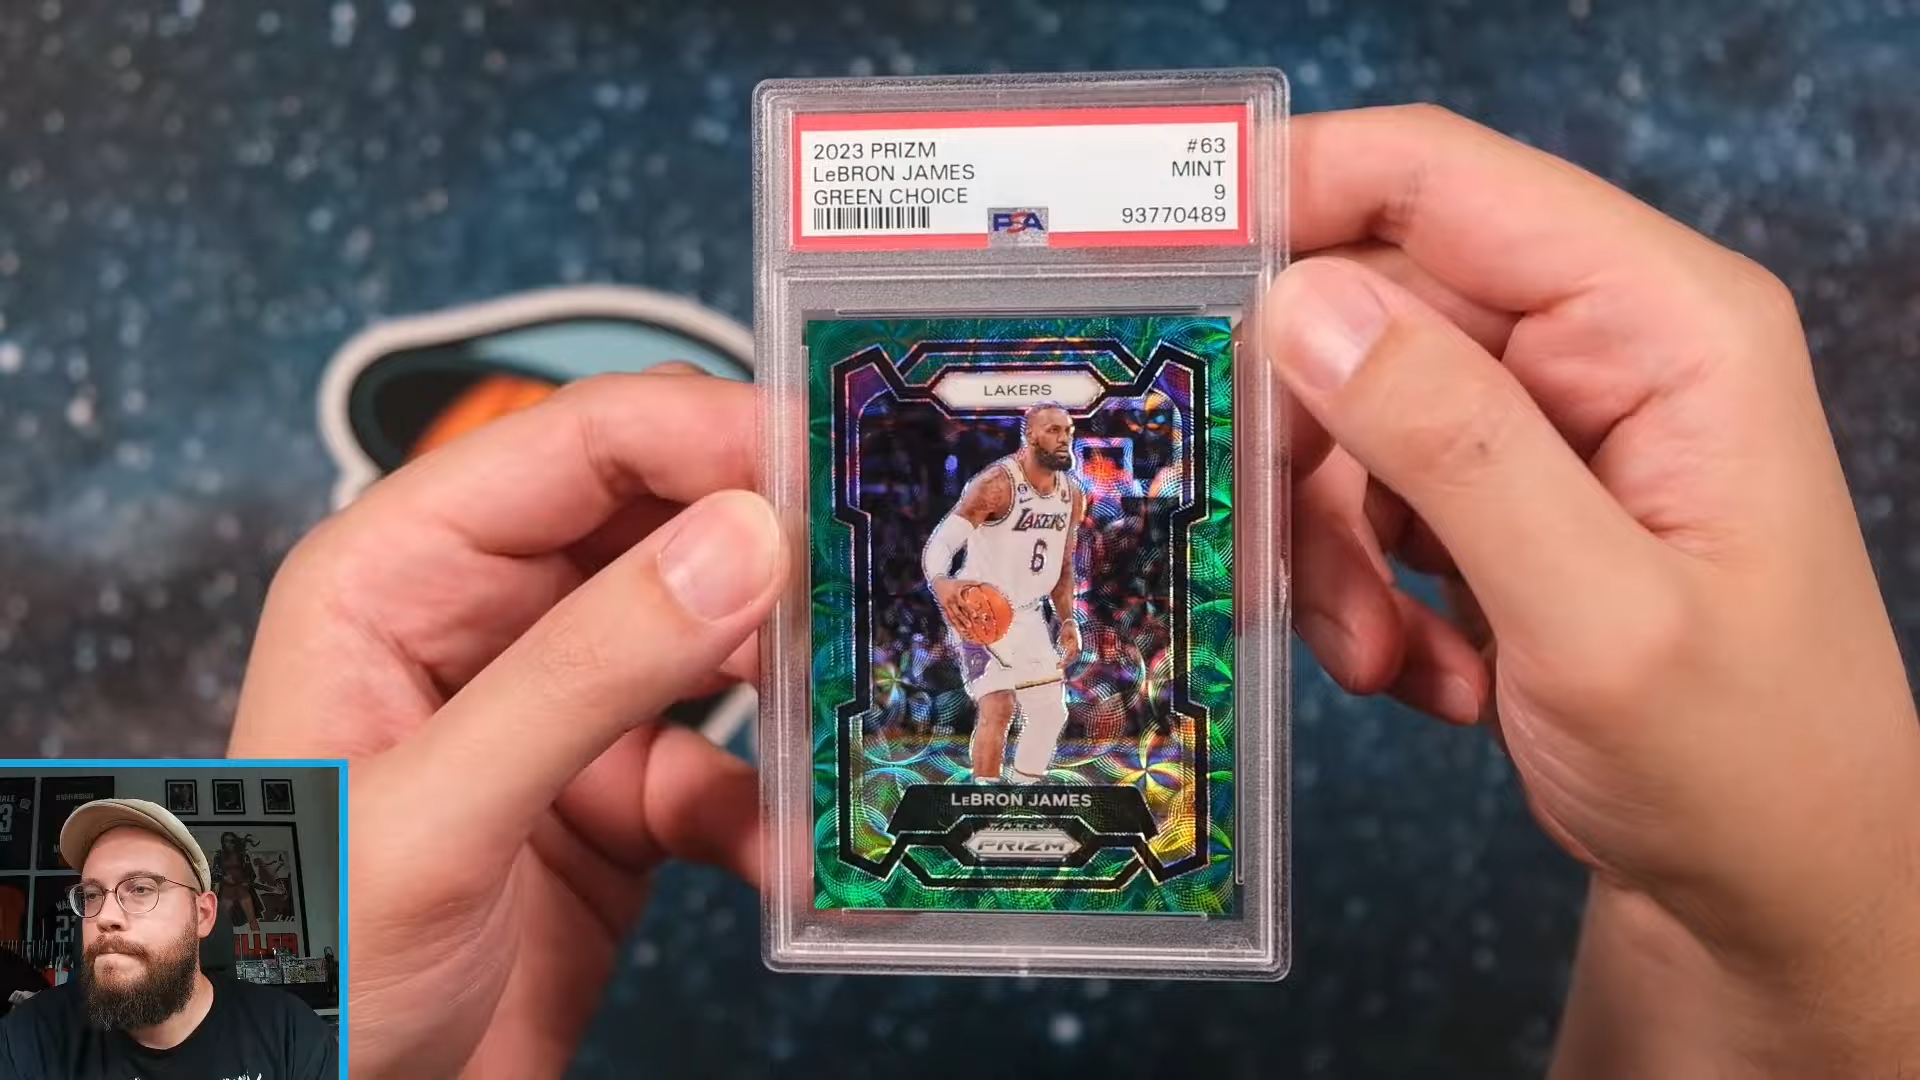 2023 PRIZM
LeBRON JAMES
GREEN CHOICE
#63
MINT
9
93770489
PSA
LAKERS
LAKERS
6
LeBRON JAMES
PRIZM